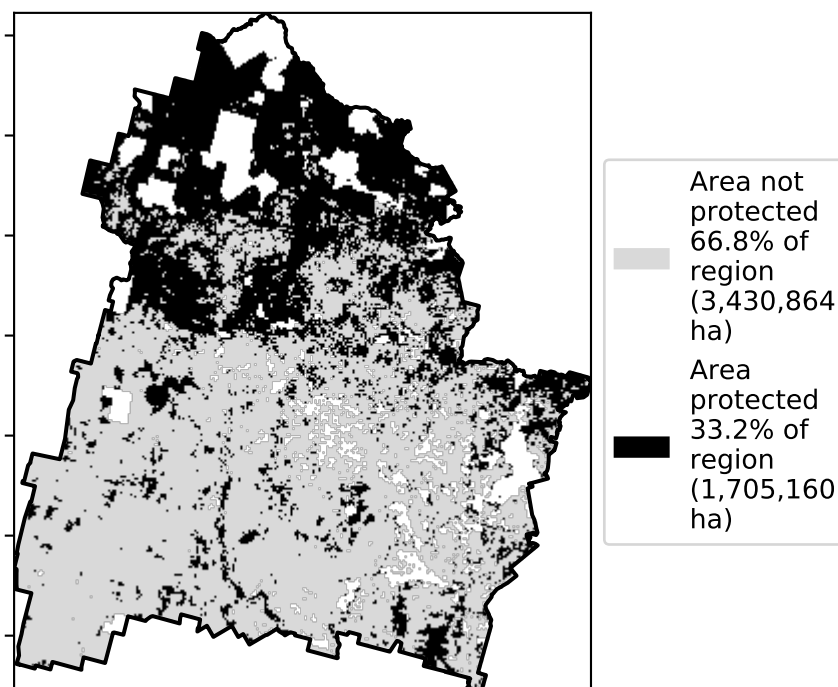 Area not
protected
66.8% of
region
(3,430,864
ha)
Area
protected
33.2% of
region
(1,705,160
ha)